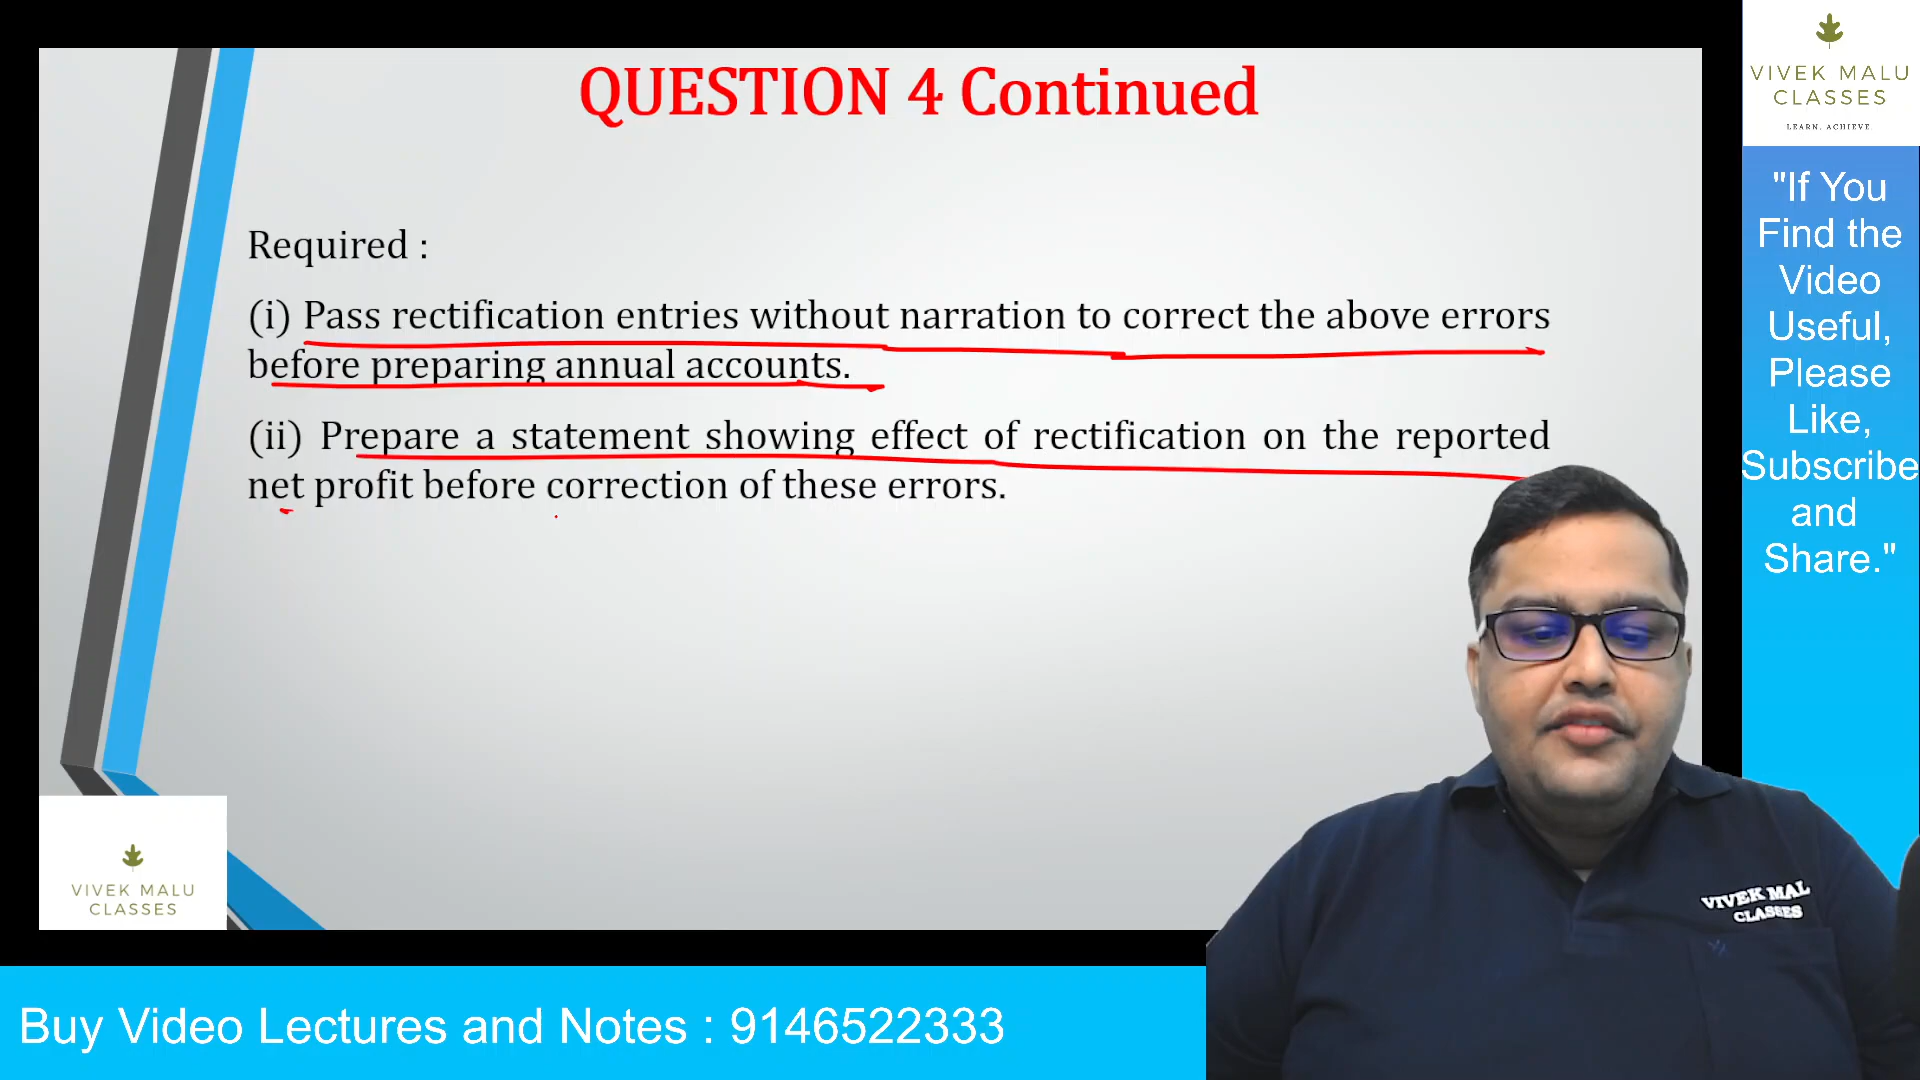 QUESTION 4 Continued
Required :
(i) Pass rectification entries without narration to correct the above errors
before preparing annual accounts.
(ii) Prepare a statement showing effect of rectification on the reported
net profit before correction of these errors.
VIVEK MALU
CLASSES
LEARN. ACHIEVE.
"If You
Find the
Video
Useful,
Please
Like,
Subscribe
and
Share."
VIVEK MALU
CLASSES
VIVEK MAL
CLASSES
Buy Video Lectures and Notes : 9146522333